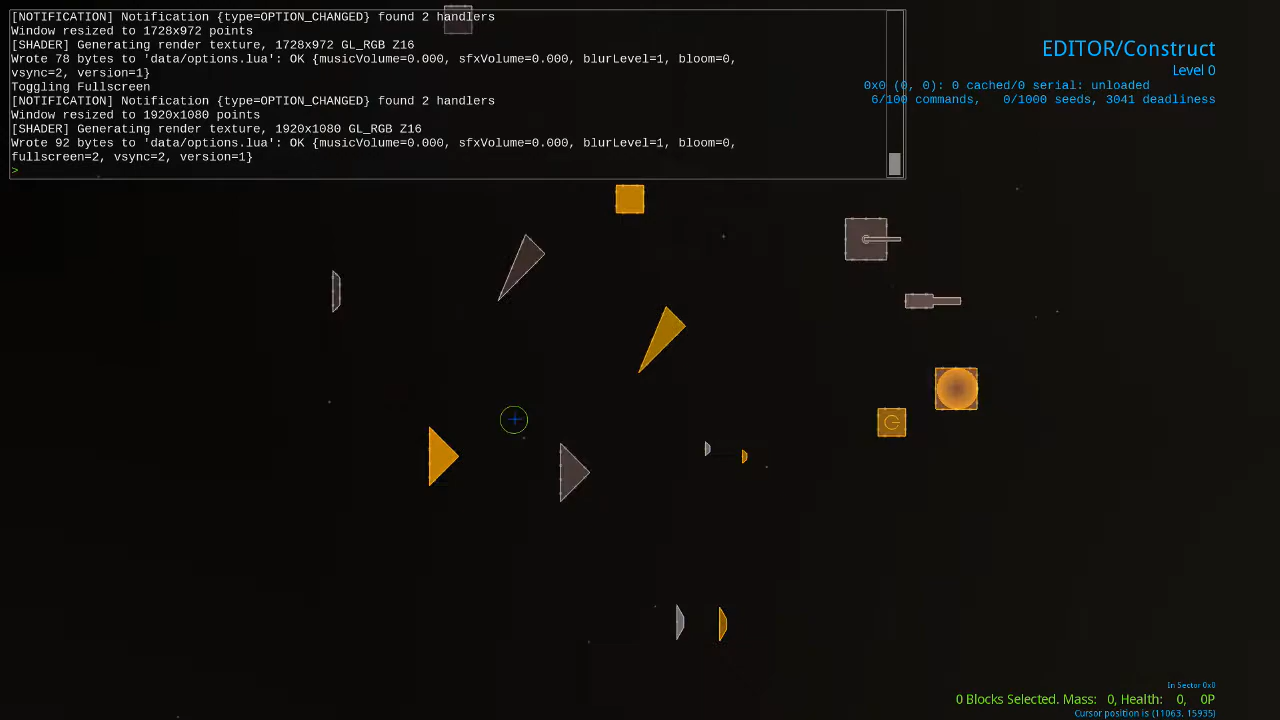 [NOTIFICATION] Notification {type=OPTION_CHANGED} found 2 handlers
Window resized to 1728x972 points
[SHADER] Generating render texture, 1728x972 GL_RGB Z16
Wrote 78 bytes to 'data/options.lua': OK {musicVolume=0.000, sfxVolume=0.000, blurLevel=1, bloom=0,
vsync=2, version=1}
Toggling Fullscreen
[NOTIFICATION] Notification {type=OPTION_CHANGED} found 2 handlers
Window resized to 1920x1080 points
[SHADER] Generating render texture, 1920x1080 GL_RGB Z16
Wrote 92 bytes to 'data/options.lua': OK {musicVolume=0.000, sfxVolume=0.000, blurLevel=1, bloom=0,
fullscreen=2, vsync=2, version=1}
>
EDITOR/Construct
Level 0
0x0 (0, 0): 0 cached/0 serial: unloaded
6/100 commands, 0/1000 seeds, 3041 deadliness
In Sector 0x0
0 Blocks Selected. Mass: 0, Health: 0, 0P
Cursor position is (11063, 15935)